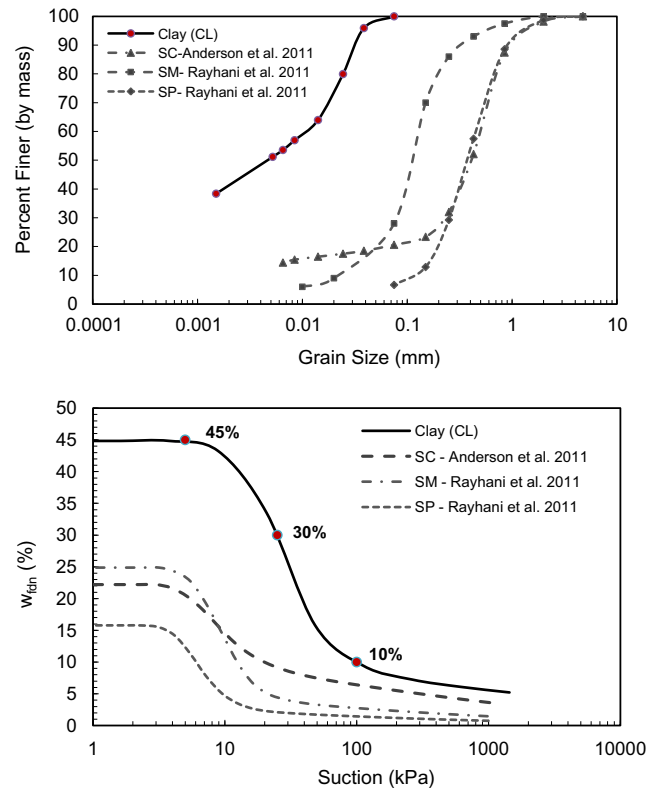 100
90
80
70
60
50
40
30
20
10
0
Percent Finer (by mass)
Clay (CL)
SC-Anderson et al. 2011
SM- Rayhani et al. 2011
SP- Rayhani et al. 2011
0.0001 0.001 0.01 0.1 1 10
Grain Size (mm)
50
45
40
35
30
25
20
15
10
5
0
w_fdn (%)
45%
30%
10%
Clay (CL)
SC - Anderson et al. 2011
SM - Rayhani et al. 2011
SP - Rayhani et al. 2011
1 10 100 1000 10000
Suction (kPa)